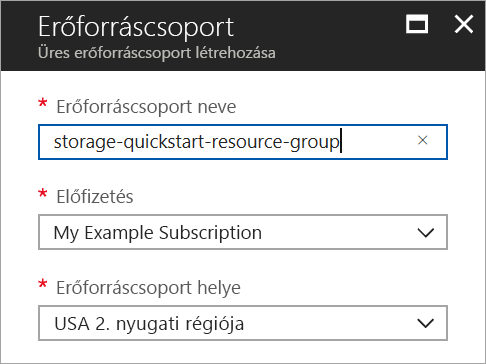 Erőforráscsoport
Üres erőforráscsoport létrehozása
* Erőforráscsoport neve
storage-quickstart-resource-group
* Előfizetés
My Example Subscription
* Erőforráscsoport helye
USA 2. nyugati régiója